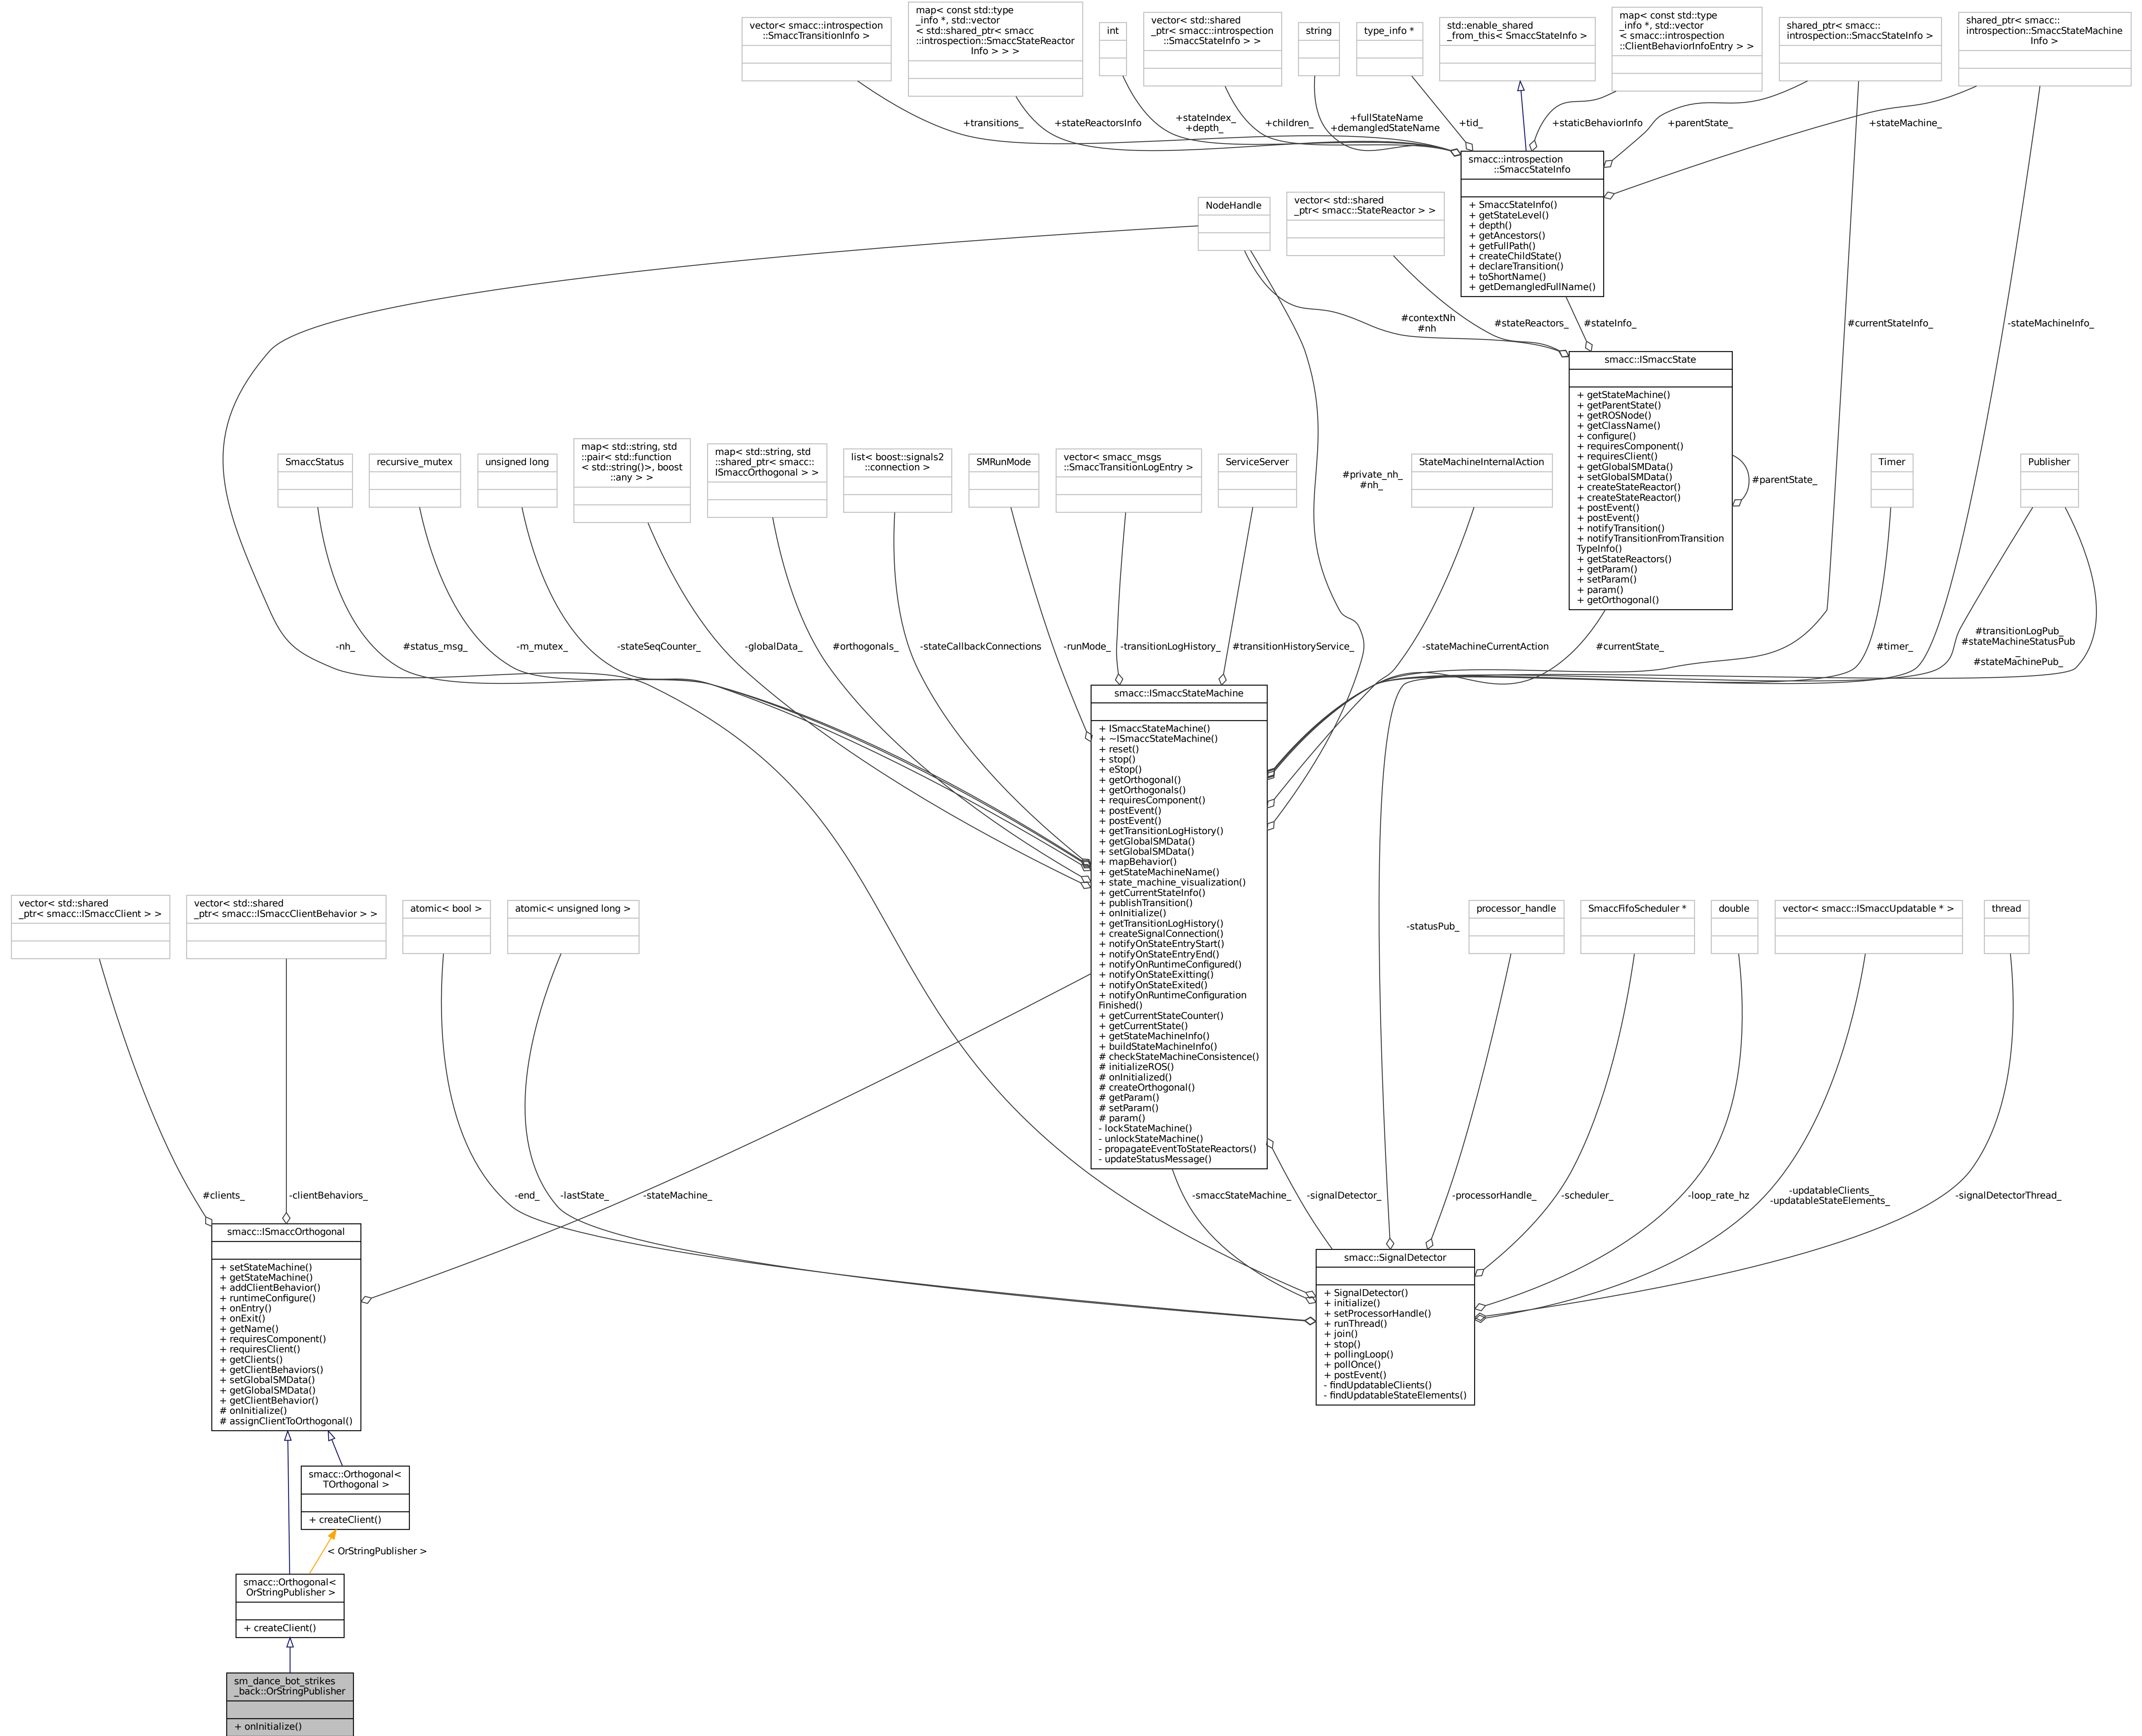 vector< smacc::introspection
::SmaccTransitionInfo >
map< const std::type
_info *, std::vector
< std::shared_ptr< smacc
::introspection::SmaccStateReactor
Info > > >
int
vector< std::shared
_ptr< smacc::introspection
::SmaccStateInfo > >
string
type_info *
std::enable_shared
_from_this< SmaccStateInfo >
map< const std::type
_info *, std::vector
< smacc::introspection
::ClientBehaviorInfoEntry > >
shared_ptr< smacc::
introspection::SmaccStateInfo >
shared_ptr< smacc::
introspection::SmaccStateMachine
Info >
+transitions_
+stateReactorsInfo
+stateIndex_
+depth_
+children_
+fullStateName
+demangledStateName
+tid_
+staticBehaviorInfo
+parentState_
+stateMachine_
smacc::introspection
::SmaccStateInfo
+ SmaccStateInfo()
+ getStateLevel()
+ depth()
+ getAncestors()
+ getFullPath()
+ createChildState()
+ declareTransition()
+ toShortName()
+ getDemangledFullName()
NodeHandle
vector< std::shared
_ptr< smacc::StateReactor > >
#contextNh
#nh
#stateReactors_
#stateInfo_
#currentStateInfo_
-stateMachineInfo_
smacc::ISmaccState
+ getStateMachine()
+ getParentState()
+ getROSNode()
+ getClassName()
+ configure()
+ requiresComponent()
+ requiresClient()
+ getGlobalSMData()
+ setGlobalSMData()
+ createStateReactor()
+ createStateReactor()
+ postEvent()
+ postEvent()
+ notifyTransition()
+ notifyTransitionFromTransition
TypeInfo()
+ getStateReactors()
+ getParam()
+ setParam()
+ param()
+ getOrthogonal()
#parentState_
SmaccStatus
recursive_mutex
unsigned long
map< std::string, std
::pair< std::function
< std::string()>, boost
::any > >
map< std::string, std
::shared_ptr< smacc::
ISmaccOrthogonal > >
list< boost::signals2
::connection >
SMRunMode
vector< smacc_msgs
::SmaccTransitionLogEntry >
ServiceServer
#private_nh_
#nh_
StateMachineInternalAction
Timer
Publisher
-nh_
#status_msg_
-m_mutex_
-stateSeqCounter_
-globalData_
#orthogonals_
-stateCallbackConnections
-runMode_
-transitionLogHistory_
#transitionHistoryService_
-stateMachineCurrentAction
#currentState_
#timer_
#transitionLogPub_
#stateMachineStatusPub
_
#stateMachinePub_
smacc::ISmaccStateMachine
+ ISmaccStateMachine()
+ ~ISmaccStateMachine()
+ reset()
+ stop()
+ eStop()
+ getOrthogonal()
+ getOrthogonals()
+ requiresComponent()
+ postEvent()
+ postEvent()
+ getTransitionLogHistory()
+ getGlobalSMData()
+ setGlobalSMData()
+ mapBehavior()
+ getStateMachineName()
+ state_machine_visualization()
+ getCurrentStateInfo()
+ publishTransition()
+ onInitialize()
+ getTransitionLogHistory()
+ createSignalConnection()
+ notifyOnStateEntryStart()
+ notifyOnStateEntryEnd()
+ notifyOnRuntimeConfigured()
+ notifyOnStateExitting()
+ notifyOnStateExited()
+ notifyOnRuntimeConfiguration
Finished()
+ getCurrentStateCounter()
+ getCurrentState()
+ getStateMachineInfo()
+ buildStateMachineInfo()
# checkStateMachineConsistence()
# initializeROS()
# onInitialized()
# createOrthogonal()
# getParam()
# setParam()
# param()
- lockStateMachine()
- unlockStateMachine()
- propagateEventToStateReactors()
- updateStatusMessage()
vector< std::shared
_ptr< smacc::ISmaccClient > >
vector< std::shared
_ptr< smacc::ISmaccClientBehavior > >
atomic< bool >
atomic< unsigned long >
-statusPub_
processor_handle
SmaccFifoScheduler *
double
vector< smacc::ISmaccUpdatable * >
thread
#clients_
-clientBehaviors_
-end_
-lastState_
-stateMachine_
-smaccStateMachine_
-signalDetector_
-processorHandle_
-scheduler_
-loop_rate_hz
-updatableClients_
-updatableStateElements_
-signalDetectorThread_
smacc::ISmaccOrthogonal
+ setStateMachine()
+ getStateMachine()
+ addClientBehavior()
+ runtimeConfigure()
+ onEntry()
+ onExit()
+ getName()
+ requiresComponent()
+ requiresClient()
+ getClients()
+ getClientBehaviors()
+ setGlobalSMData()
+ getGlobalSMData()
+ getClientBehavior()
# onInitialize()
# assignClientToOrthogonal()
smacc::SignalDetector
+ SignalDetector()
+ initialize()
+ setProcessorHandle()
+ runThread()
+ join()
+ stop()
+ pollingLoop()
+ pollOnce()
+ postEvent()
- findUpdatableClients()
- findUpdatableStateElements()
smacc::Orthogonal<
TOrthogonal >
+ createClient()
< OrStringPublisher >
smacc::Orthogonal<
OrStringPublisher >
+ createClient()
sm_dance_bot_strikes
_back::OrStringPublisher
+ onInitialize()